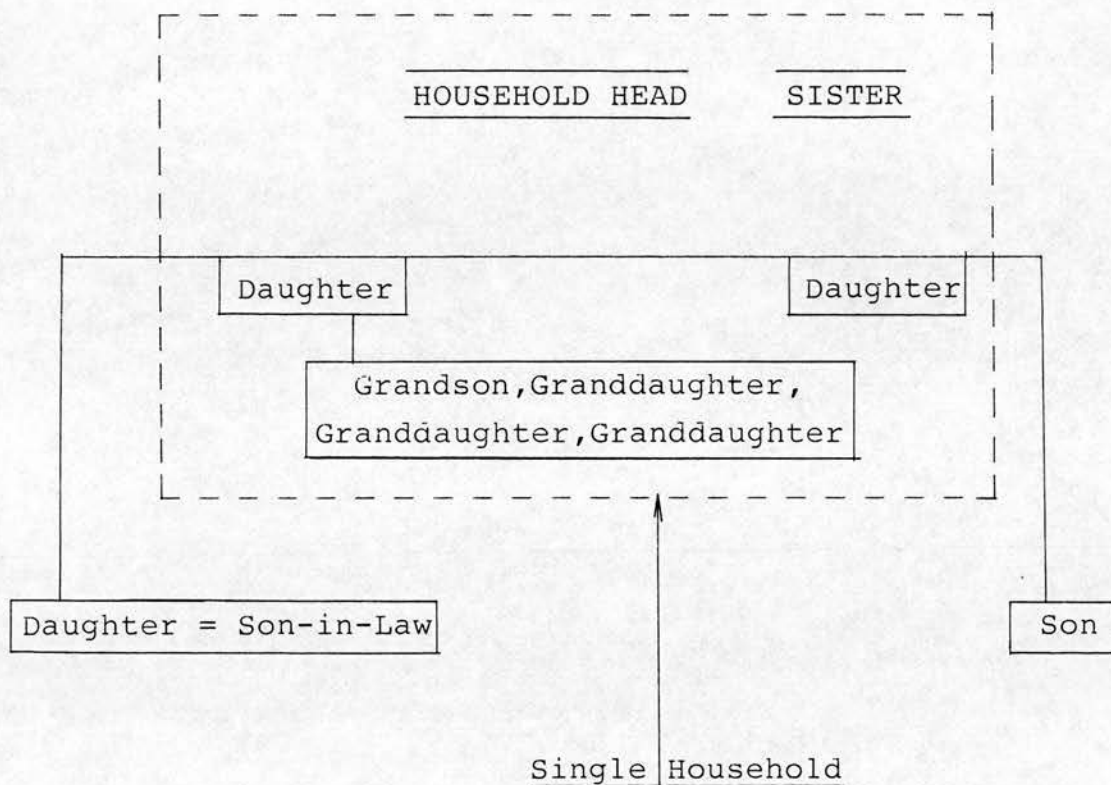 HOUSEHOLD HEAD SISTER
Daughter Daughter
Grandson,Granddaughter,
Granddaughter,Granddaughter
Daughter = Son-in-Law Son
Single Household